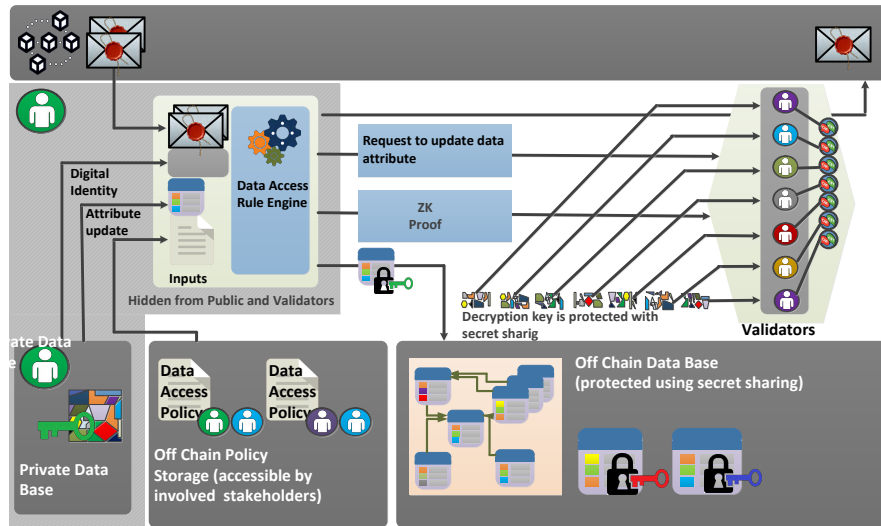 Digital Identity
Attribute
update
Inputs
Data Access
Rule Engine
Hidden from Public and Validators
Request to update data
attribute
ZK
Proof
Decryption key is protected with
secret sharig
Validators
Data
Private Data
Base
Data
Access
Policy
Data
Access
Policy
Off Chain Policy
Storage (accessible by
involved stakeholders)
Off Chain Data Base
(protected using secret sharing)